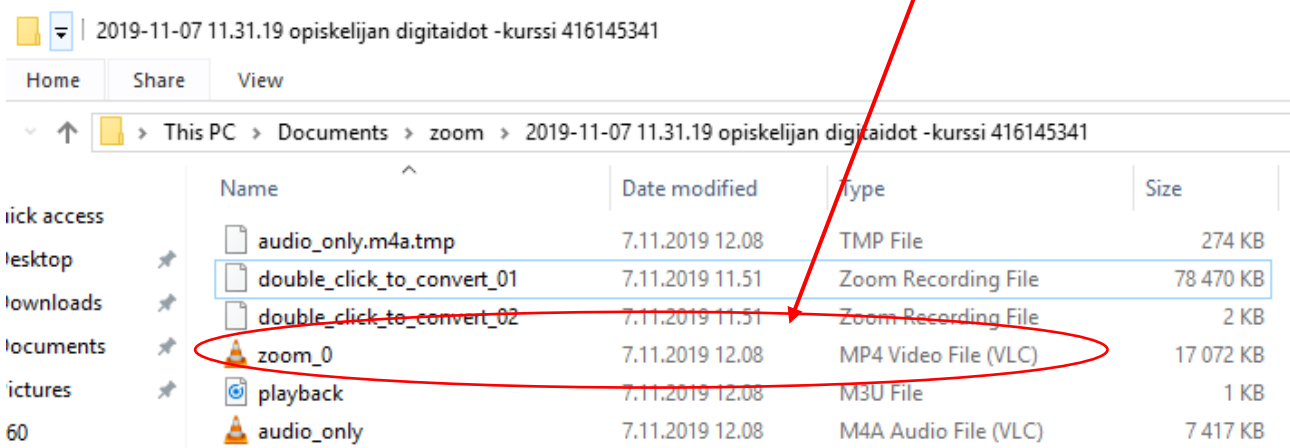 2019-11-07 11.31.19 opiskelijan digitaidot -kurssi 416145341
Home Share View
This PC > Documents > zoom > 2019-11-07 11.31.19 opiskelijan digitaidot -kurssi 416145341
Name Date modified Type Size
uick access
Desktop
Downloads
Documents
ictures
60
audio_only.m4a.tmp 7.11.2019 12.08 TMP File 274 KB
double_click_to_convert_01 7.11.2019 11.51 Zoom Recording File 78 470 KB
double_click_to_convert_02 7.11.2019 11.51 Zoom Recording File 2 KB
zoom_0 7.11.2019 12.08 MP4 Video File (VLC) 17 072 KB
playback 7.11.2019 12.08 M3U File 1 KB
audio_only 7.11.2019 12.08 M4A Audio File (VLC) 7 417 KB